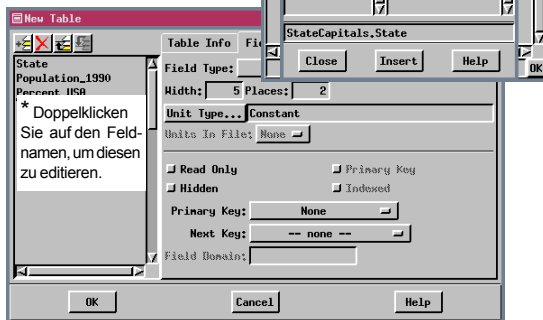 New Table
Table Info
State
Population_1990
Percent USA
* Doppelklicken
Sie auf den Feld-
namen, um diesen
zu editieren.
Field Type:
Width: 5 Places: 2
Unit Type... Constant
Units In File: None
Read Only Primary Key
Hidden Indexed
Primary Key: None
Next Key: -- none --
Field Domain:
OK Cancel Help
StateCapitals.State
Close Insert Help
OK